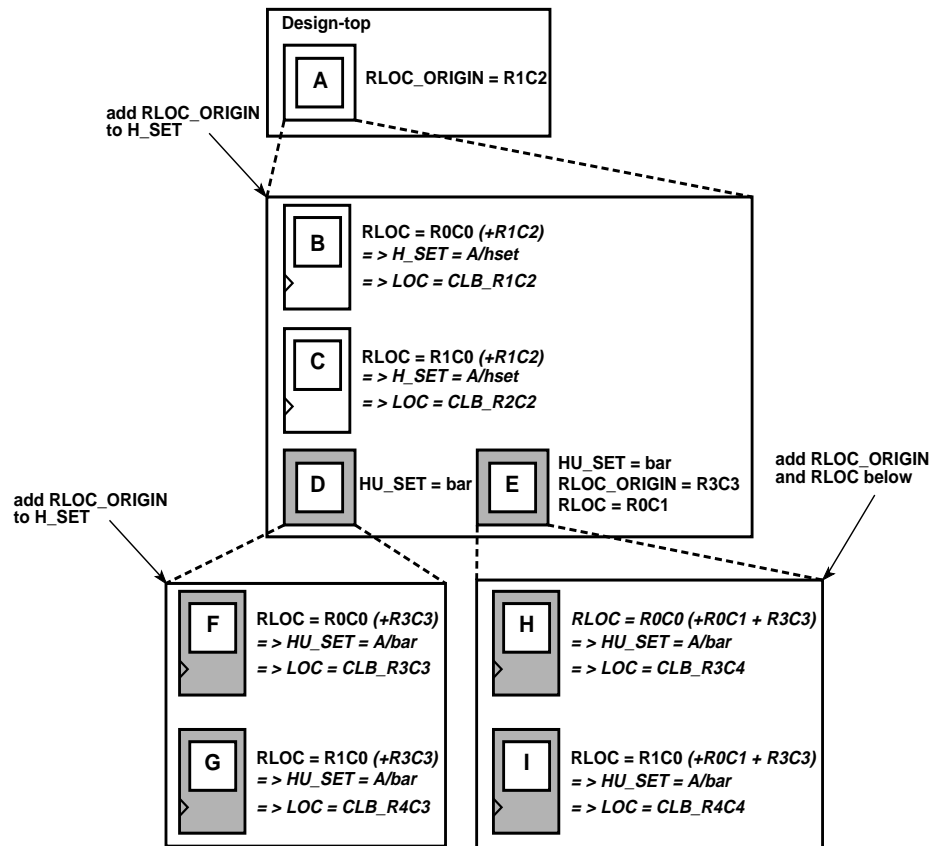 Design-top
A
RLOC_ORIGIN = R1C2
add RLOC_ORIGIN
to H_SET
B
RLOC = R0C0 (+R1C2)
= > H_SET = A/hset
= > LOC = CLB_R1C2
C
RLOC = R1C0 (+R1C2)
= > H_SET = A/hset
= > LOC = CLB_R2C2
D
HU_SET = bar
E
HU_SET = bar
RLOC_ORIGIN = R3C3
RLOC = R0C1
add RLOC_ORIGIN
and RLOC below
add RLOC_ORIGIN
to H_SET
F
RLOC = R0C0 (+R3C3)
= > HU_SET = A/bar
= > LOC = CLB_R3C3
G
RLOC = R1C0 (+R3C3)
= > HU_SET = A/bar
= > LOC = CLB_R4C3
H
RLOC = R0C0 (+R0C1 + R3C3)
= > HU_SET = A/bar
= > LOC = CLB_R3C4
I
RLOC = R1C0 (+R0C1 + R3C3)
= > HU_SET = A/bar
= > LOC = CLB_R4C4